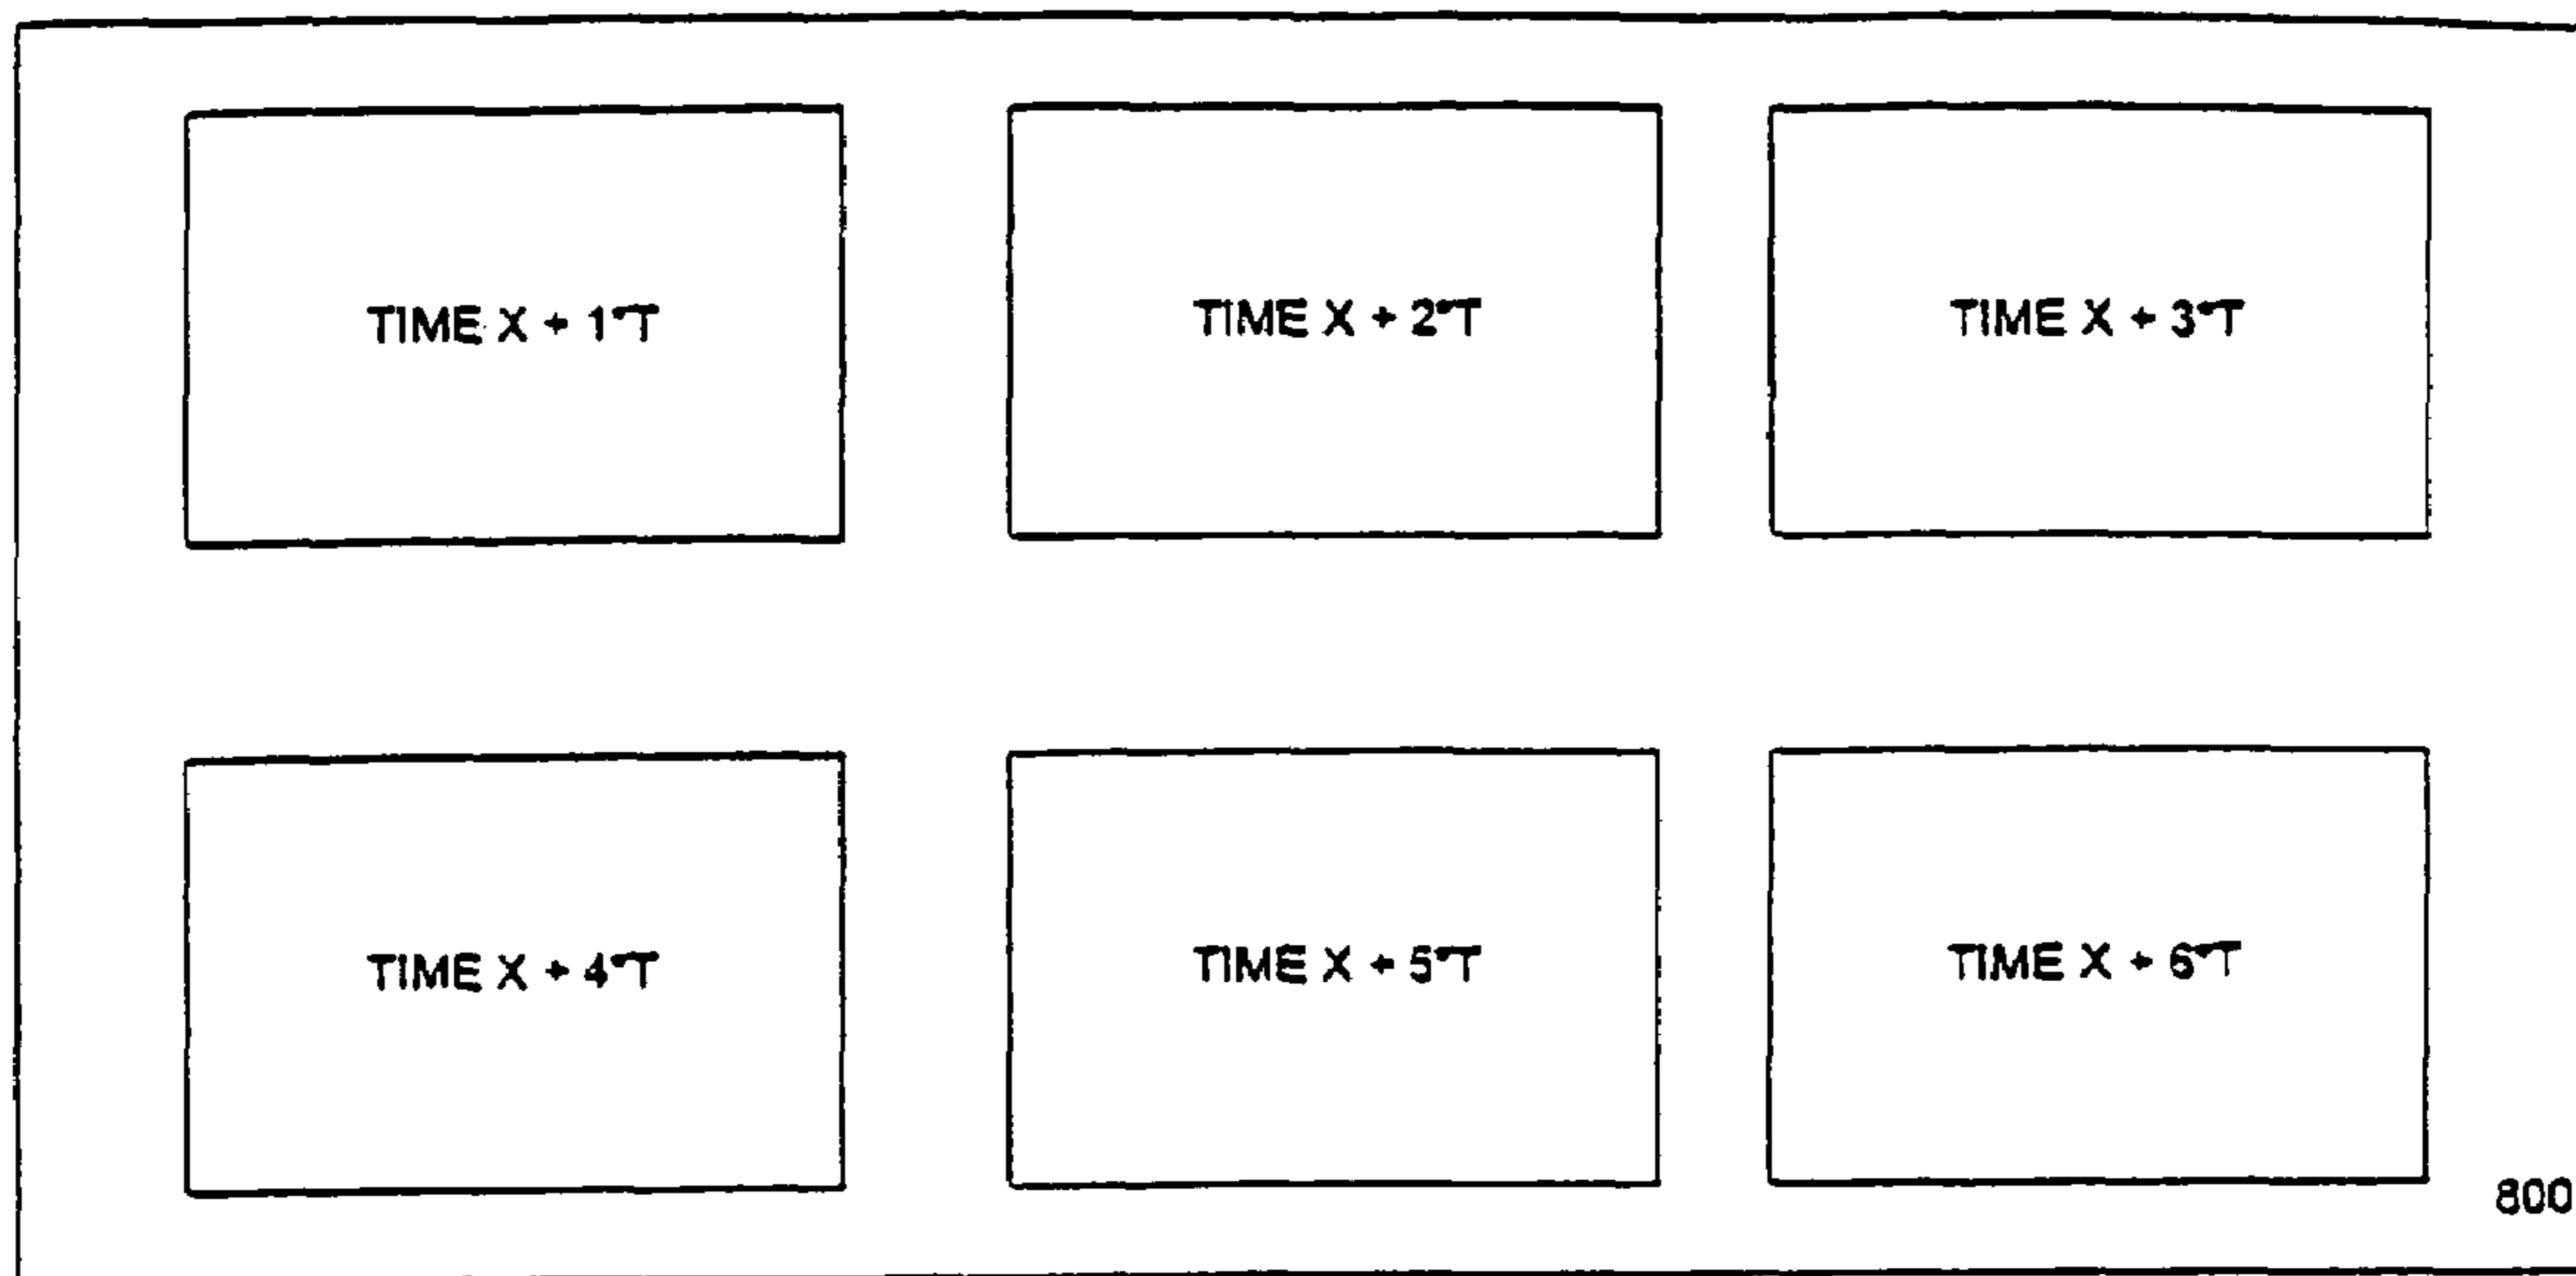 TIME X + 1*T
TIME X + 2*T
TIME X + 3*T
TIME X + 4*T
TIME X + 5*T
TIME X + 6*T
800